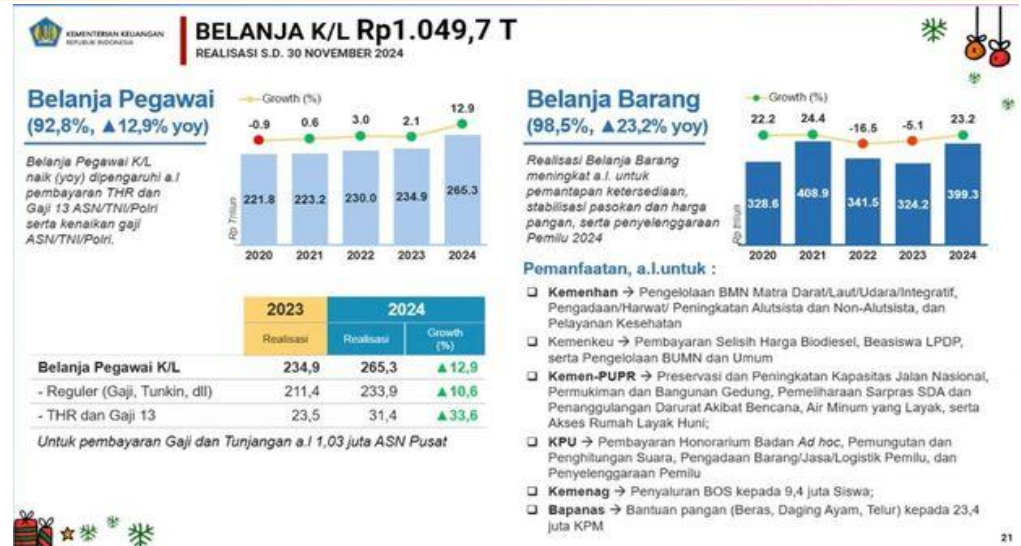 KEMENTERIAN KEUANGAN
REPUBLIK INDONESIA
BELANJA K/L Rp1.049,7 T
REALISASI S.D. 30 NOVEMBER 2024
Belanja Pegawai
(92,8%, ▲12,9% yoy)
Belanja Pegawai K/L
naik (yoy) dipengaruhi a.l
pembayaran THR dan
Gaji 13 ASN/TNI/Polri
serta kenaikan gaji
ASN/TNI/Polri.
Growth (%)
-0.9 0.6 3.0 2.1 12.9
Rp Triliun
221.8 223.2 230.0 234.9 265.3
2020 2021 2022 2023 2024
2023 2024
Realisasi Realisasi Growth
(%)
Belanja Pegawai K/L 234,9 265,3 ▲12,9
- Reguler (Gaji, Tunkin, dll) 211,4 233,9 ▲10,6
- THR dan Gaji 13 23,5 31,4 ▲33,6
Untuk pembayaran Gaji dan Tunjangan a.l 1,03 juta ASN Pusat
Belanja Barang
(98,5%, ▲23,2% yoy)
Realisasi Belanja Barang
meningkat a.l. untuk
pemantapan ketersediaan,
stabilisasi pasokan dan harga
pangan, serta penyelenggaraan
Pemilu 2024
Growth (%)
22.2 24.4 -16.5 -5.1 23.2
Rp triliun
328.6 408.9 341.5 324.2 399.3
2020 2021 2022 2023 2024
Pemanfaatan, a.l.untuk :
❑ Kemenhan → Pengelolaan BMN Matra Darat/Laut/Udara/Integratif,
Pengadaan/Harwat/ Peningkatan Alutsista dan Non-Alutsista, dan
Pelayanan Kesehatan
❑ Kemenkeu → Pembayaran Selisih Harga Biodiesel, Beasiswa LPDP,
serta Pengelolaan BUMN dan Umum
❑ Kemen-PUPR → Preservasi dan Peningkatan Kapasitas Jalan Nasional,
Permukiman dan Bangunan Gedung, Pemeliharaan Sarpras SDA dan
Penanggulangan Darurat Akibat Bencana, Air Minum yang Layak, serta
Akses Rumah Layak Huni;
❑ KPU → Pembayaran Honorarium Badan Ad hoc, Pemungutan dan
Penghitungan Suara, Pengadaan Barang/Jasa/Logistik Pemilu, dan
Penyelenggaraan Pemilu
❑ Kemenag → Penyaluran BOS kepada 9,4 juta Siswa;
❑ Bapanas → Bantuan pangan (Beras, Daging Ayam, Telur) kepada 23,4
juta KPM
21